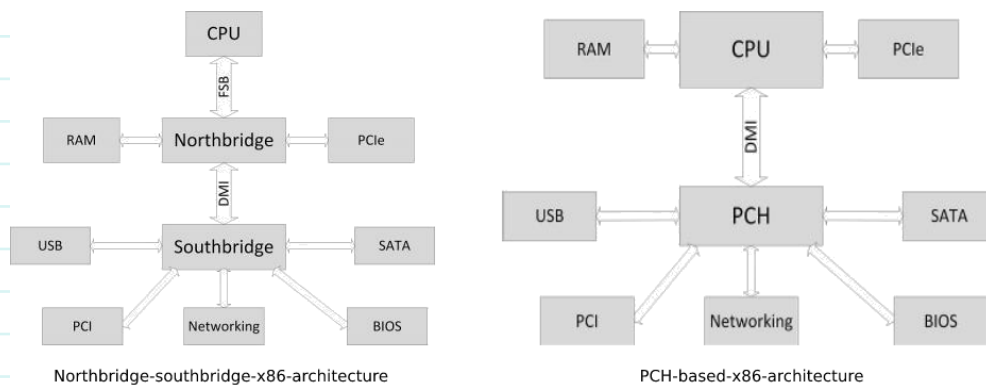 CPU
FSB
RAM
Northbridge
PCIe
DMI
USB
Southbridge
SATA
PCI
Networking
BIOS
Northbridge-southbridge-x86-architecture
RAM
CPU
PCIe
DMI
USB
PCH
SATA
PCI
Networking
BIOS
PCH-based-x86-architecture